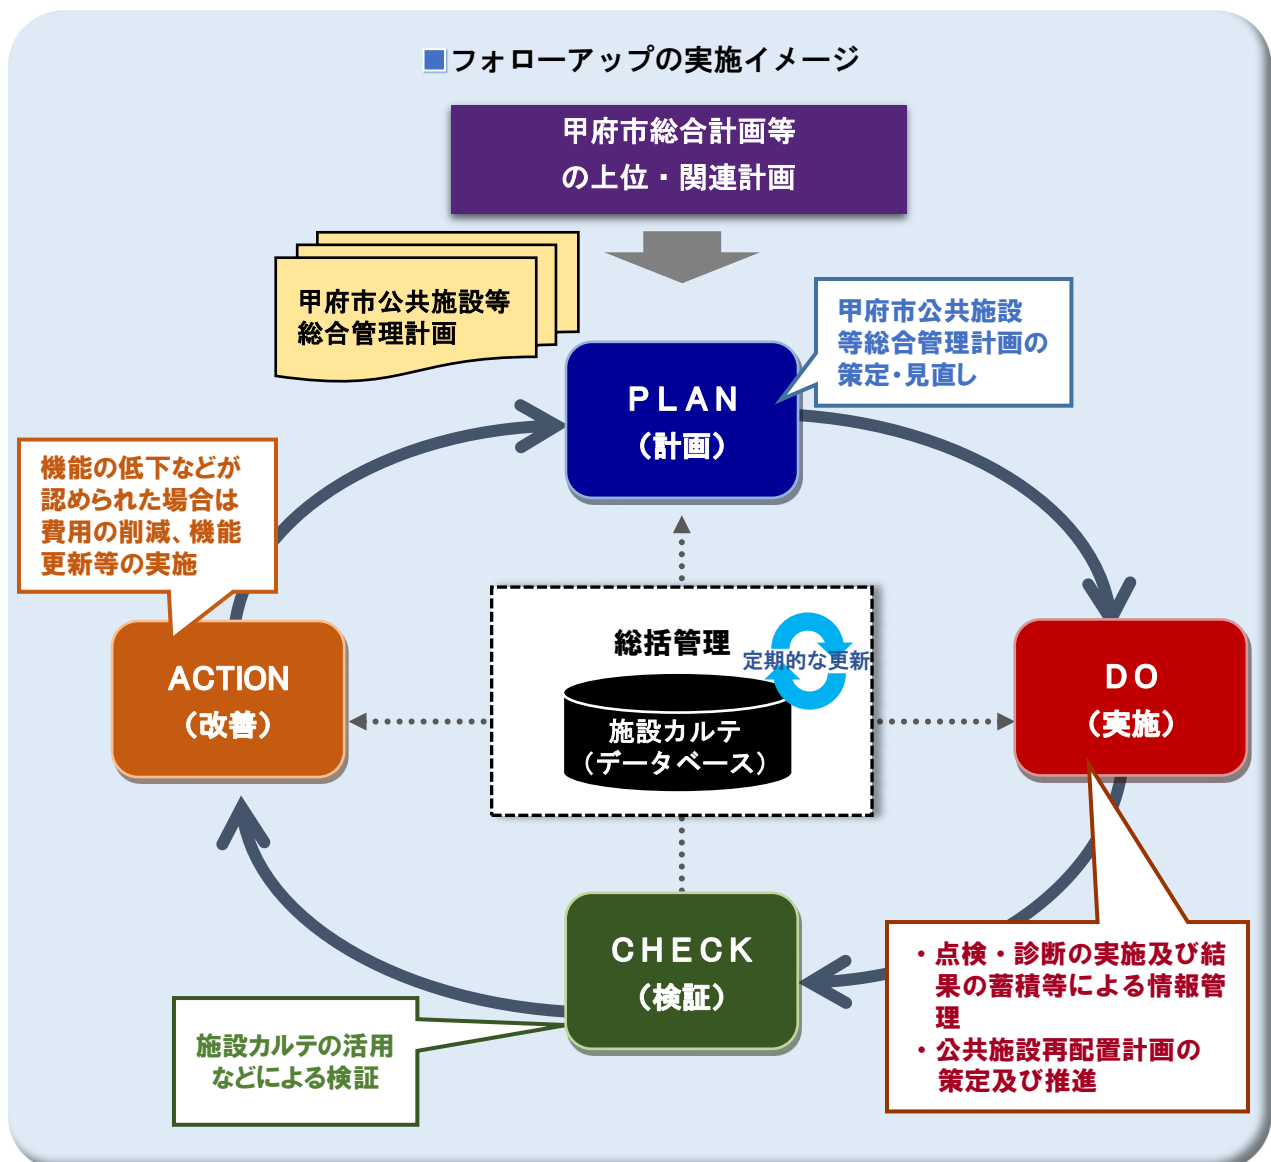 ■フォローアップの実施イメージ
甲府市総合計画等
の上位・関連計画
甲府市公共施設等
総合管理計画
甲府市公共施設
等総合管理計画の
策定・見直し
PLAN
（計画）
機能の低下などが
認められた場合は
費用の削減、機能
更新等の実施
総括管理
定期的な更新
施設カルテ
（データベース）
ACTION
（改善）
DO
（実施）
CHECK
（検証）
・点検・診断の実施及び結
果の蓄積等による情報管
理
・公共施設再配置計画の
策定及び推進
施設カルテの活用
などによる検証